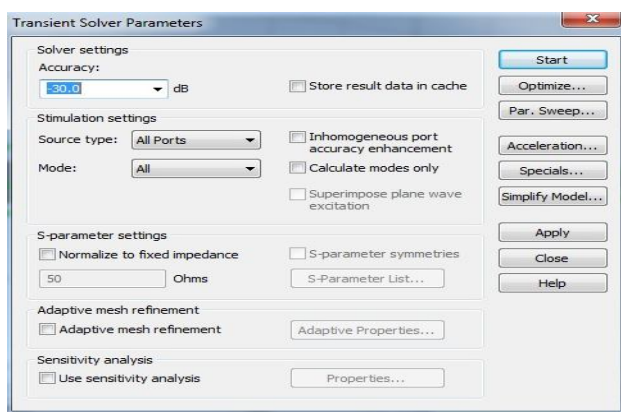 Transient Solver Parameters
Solver settings
Accuracy:
-30.0 dB
Store result data in cache
Stimulation settings
Source type: All Ports
Inhomogeneous port
accuracy enhancement
Mode: All
Calculate modes only
Superimpose plane wave
excitation
S-parameter settings
Normalize to fixed impedance
S-parameter symmetries
50 Ohms
S-Parameter List...
Adaptive mesh refinement
Adaptive mesh refinement
Adaptive Properties...
Sensitivity analysis
Use sensitivity analysis
Properties...
Start
Optimize...
Par. Sweep...
Acceleration...
Specials...
Simplify Model...
Apply
Close
Help